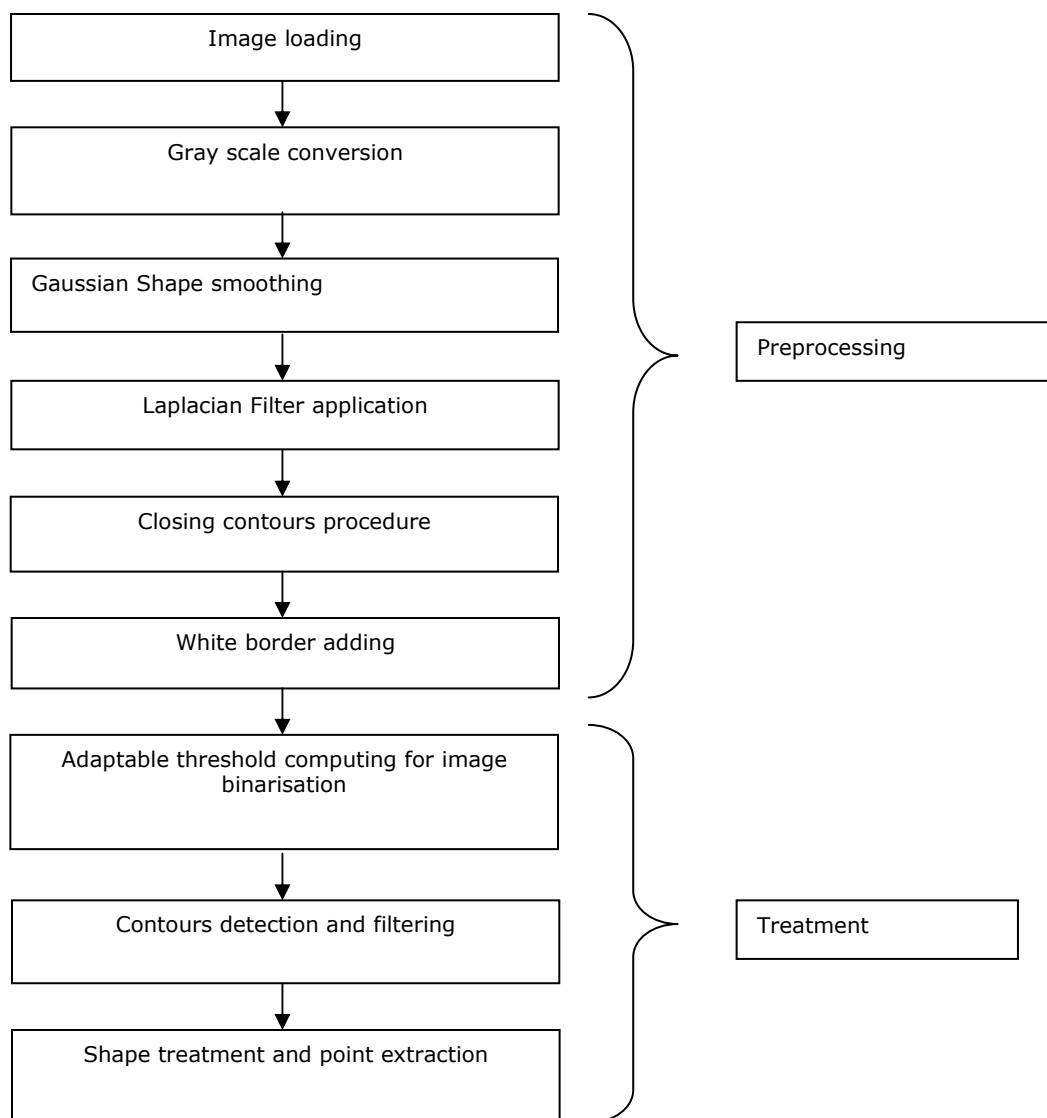 Image loading
Gray scale conversion
Gaussian Shape smoothing
Laplacian Filter application
Closing contours procedure
White border adding
Preprocessing
Adaptable threshold computing for image
binarisation
Contours detection and filtering
Shape treatment and point extraction
Treatment